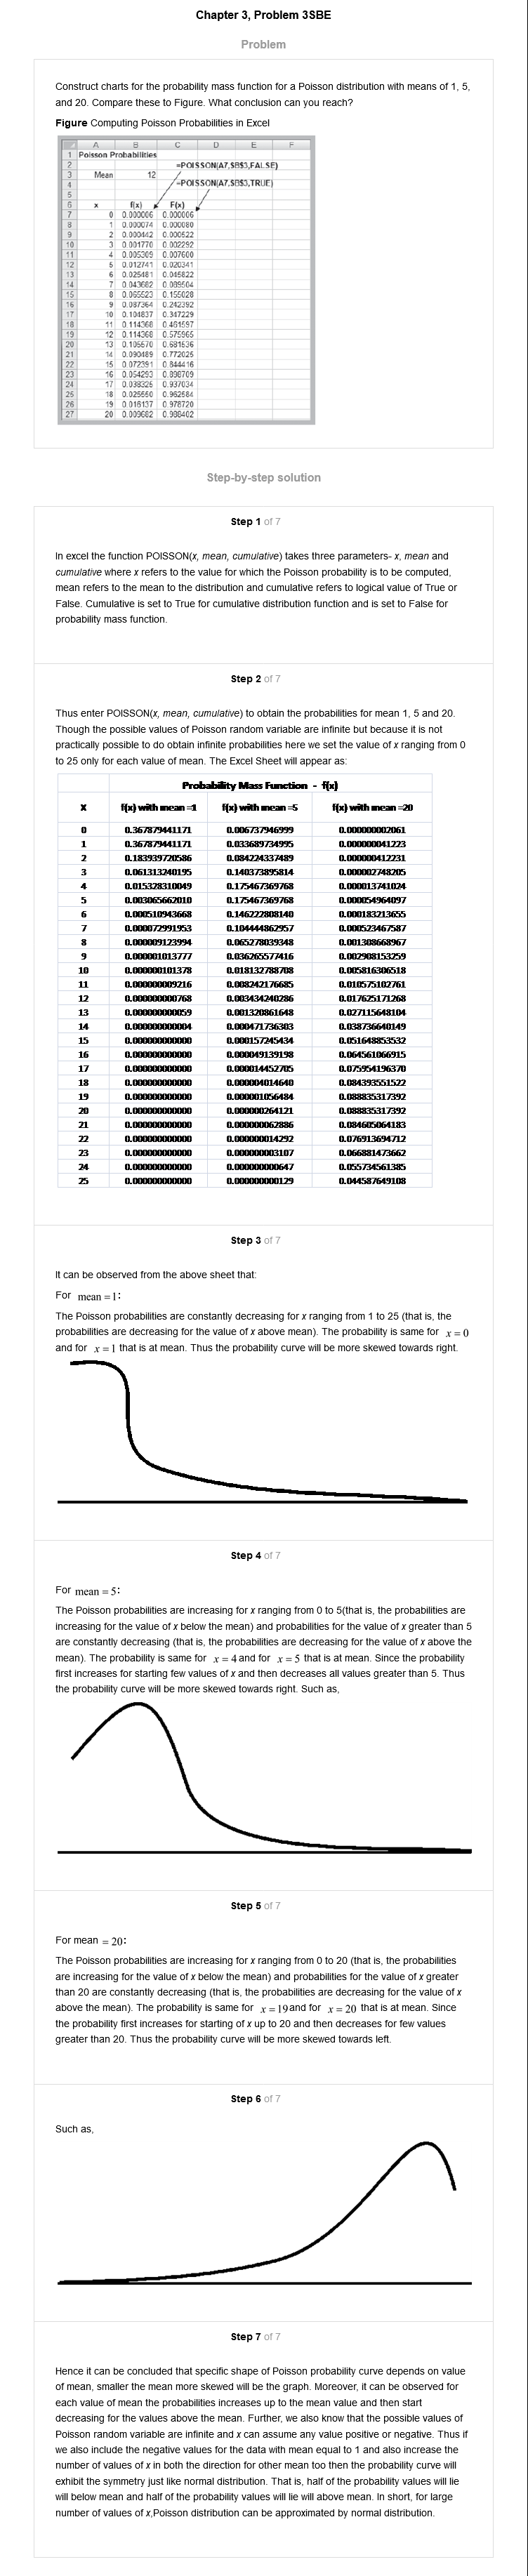 Chapter 3, Problem 3SBE
Problem
Construct charts for the probability mass function for a Poisson distribution with means of 1, 5,
and 20. Compare these to Figure. What conclusion can you reach?
Figure Computing Poisson Probabilities in Excel
A B C D E F
1 Poisson Probabilities
2 =POISSON(A7,$B$3,FALSE)
3 Mean 12
4 =POISSON(A7,$B$3,TRUE)
5
6 x f(x) F(x)
7 0 0.000006 0.000006
8 1 0.000074 0.000080
9 2 0.000442 0.000522
10 3 0.001770 0.002292
11 4 0.005309 0.007600
12 5 0.012741 0.020341
13 6 0.025481 0.045822
14 7 0.043682 0.089504
15 8 0.065523 0.155028
16 9 0.087364 0.242392
17 10 0.104837 0.347229
18 11 0.114368 0.461597
19 12 0.114368 0.575965
20 13 0.105570 0.681536
21 14 0.090489 0.772025
22 15 0.072391 0.844416
23 16 0.054293 0.898709
24 17 0.038325 0.937034
25 18 0.025550 0.962584
26 19 0.016137 0.978720
27 20 0.009682 0.988402
Step-by-step solution
Step 1 of 7
In excel the function POISSON(x, mean, cumulative) takes three parameters- x, mean and
cumulative where x refers to the value for which the Poisson probability is to be computed,
mean refers to the mean to the distribution and cumulative refers to logical value of True or
False. Cumulative is set to True for cumulative distribution function and is set to False for
probability mass function.
Step 2 of 7
Thus enter POISSON(x, mean, cumulative) to obtain the probabilities for mean 1, 5 and 20.
Though the possible values of Poisson random variable are infinite but because it is not
practically possible to do obtain infinite probabilities here we set the value of x ranging from 0
to 25 only for each value of mean. The Excel Sheet will appear as:
Probability Mass Function - f(x)
X f(x) with mean =1 f(x) with mean =5 f(x) with mean =20
0 0.367879441171 0.006737946999 0.000000002061
1 0.367879441171 0.033689734995 0.000000041223
2 0.183939720586 0.084224337489 0.000000412231
3 0.061313240195 0.140373895814 0.000002748205
4 0.015328310049 0.175467369768 0.000013741024
5 0.003065662010 0.175467369768 0.000054964097
6 0.000510943668 0.146222808140 0.000183213655
7 0.000072991953 0.104444862957 0.000523467587
8 0.000009123994 0.065278039348 0.001308668967
9 0.000001013777 0.036265577416 0.002908153259
10 0.000000101378 0.018132788708 0.005816306518
11 0.000000009216 0.008242176685 0.010575102761
12 0.000000000768 0.003434240286 0.017625171268
13 0.000000000059 0.001320861648 0.027115648104
14 0.000000000004 0.000471736303 0.038736640149
15 0.000000000000 0.000157245434 0.051648853532
16 0.000000000000 0.000049139198 0.064561066915
17 0.000000000000 0.000014452705 0.075954196370
18 0.000000000000 0.000004014640 0.084393551522
19 0.000000000000 0.000001056484 0.088835317392
20 0.000000000000 0.000000264121 0.088835317392
21 0.000000000000 0.000000062886 0.084605064183
22 0.000000000000 0.000000014292 0.076913694712
23 0.000000000000 0.000000003107 0.066881473662
24 0.000000000000 0.000000000647 0.055734561385
25 0.000000000000 0.000000000129 0.044587649108
Step 3 of 7
It can be observed from the above sheet that:
For mean = 1:
The Poisson probabilities are constantly decreasing for x ranging from 1 to 25 (that is, the
probabilities are decreasing for the value of x above mean). The probability is same for x = 0
and for x = 1 that is at mean. Thus the probability curve will be more skewed towards right.
Step 4 of 7
For mean = 5:
The Poisson probabilities are increasing for x ranging from 0 to 5(that is, the probabilities are
increasing for the value of x below the mean) and probabilities for the value of x greater than 5
are constantly decreasing (that is, the probabilities are decreasing for the value of x above the
mean). The probability is same for x = 4 and for x = 5 that is at mean. Since the probability
first increases for starting few values of x and then decreases all values greater than 5. Thus
the probability curve will be more skewed towards right. Such as,
Step 5 of 7
For mean = 20:
The Poisson probabilities are increasing for x ranging from 0 to 20 (that is, the probabilities
are increasing for the value of x below the mean) and probabilities for the value of x greater
than 20 are constantly decreasing (that is, the probabilities are decreasing for the value of x
above the mean). The probability is same for x = 19 and for x = 20 that is at mean. Since
the probability first increases for starting of x up to 20 and then decreases for few values
greater than 20. Thus the probability curve will be more skewed towards left.
Step 6 of 7
Such as,
Step 7 of 7
Hence it can be concluded that specific shape of Poisson probability curve depends on value
of mean, smaller the mean more skewed will be the graph. Moreover, it can be observed for
each value of mean the probabilities increases up to the mean value and then start
decreasing for the values above the mean. Further, we also know that the possible values of
Poisson random variable are infinite and x can assume any value positive or negative. Thus if
we also include the negative values for the data with mean equal to 1 and also increase the
number of values of x in both the direction for other mean too then the probability curve will
exhibit the symmetry just like normal distribution. That is, half of the probability values will lie
will below mean and half of the probability values will lie will above mean. In short, for large
number of values of x,Poisson distribution can be approximated by normal distribution.